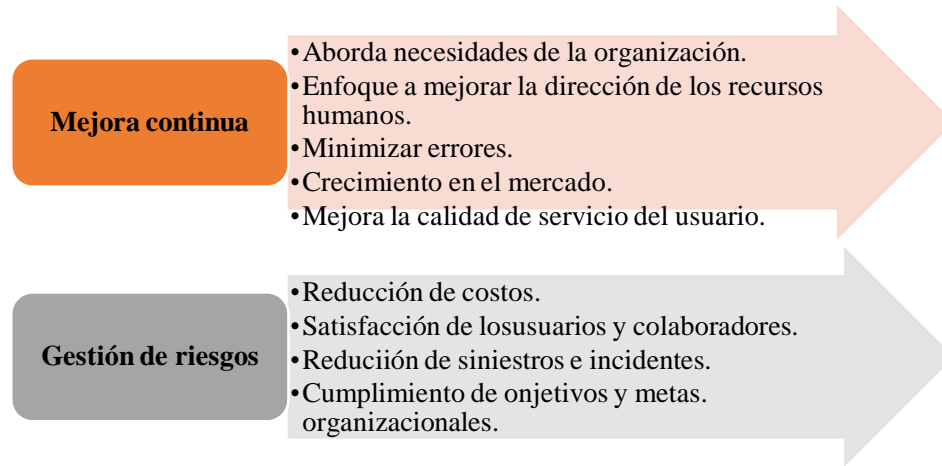 Mejora continua
•Aborda necesidades de la organización.
•Enfoque a mejorar la dirección de los recursos
humanos.
•Minimizar errores.
•Crecimiento en el mercado.
•Mejora la calidad de servicio del usuario.
Gestión de riesgos
•Reducción de costos.
•Satisfacción de losusuarios y colaboradores.
•Reduciión de siniestros e incidentes.
•Cumplimiento de onjetivos y metas.
organizacionales.